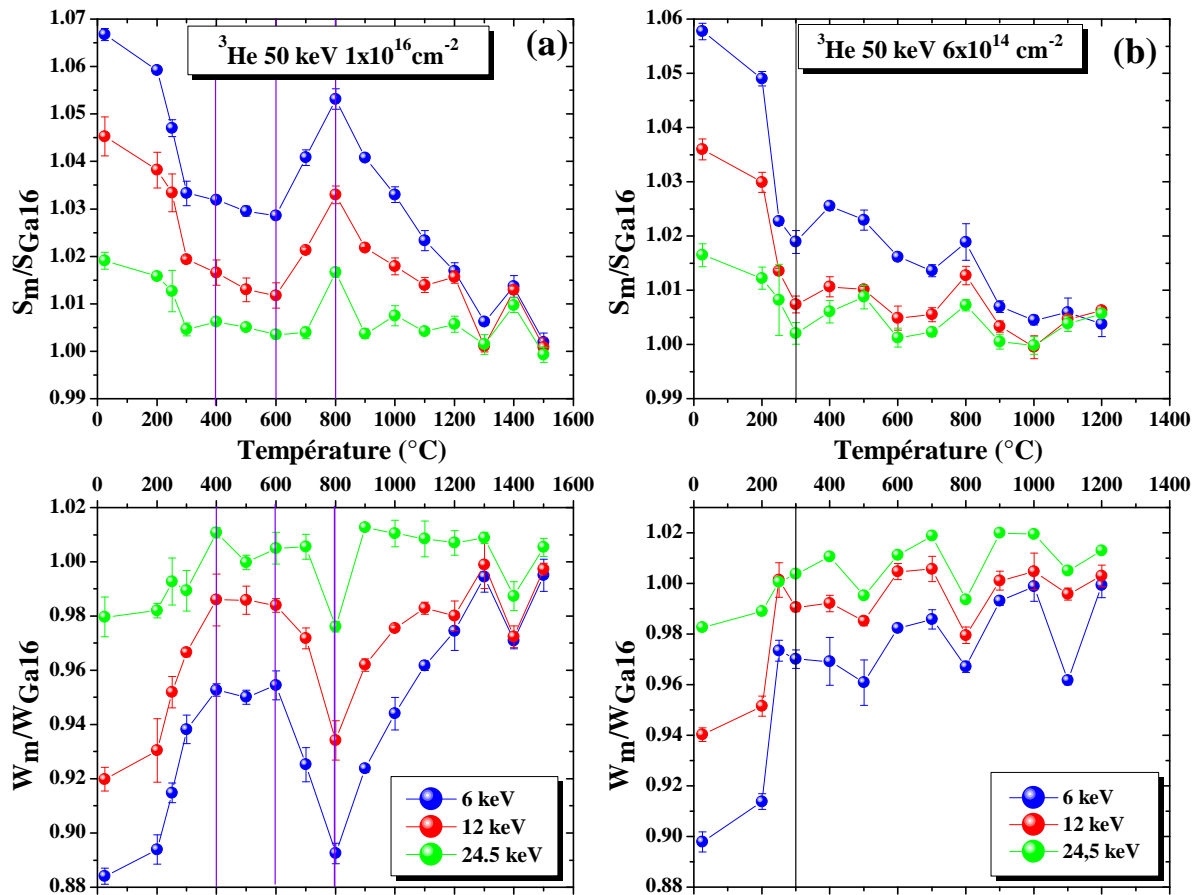 ³He 50 keV 1x10¹⁶cm⁻²
(a)
1.07
1.06
1.05
1.04
1.03
1.02
1.01
1.00
0.99
Sm/SGa16
0 200 400 600 800 1000 1200 1400 1600
Température (°C)
³He 50 keV 6x10¹⁴ cm⁻²
(b)
1.06
1.05
1.04
1.03
1.02
1.01
1.00
0.99
Sm/SGa16
0 200 400 600 800 1000 1200 1400
Température (°C)
0 200 400 600 800 1000 1200 1400 1600
1.02
1.00
0.98
0.96
0.94
0.92
0.90
0.88
Wm/WGa16
6 keV
12 keV
24.5 keV
0 200 400 600 800 1000 1200 1400
1.02
1.00
0.98
0.96
0.94
0.92
0.90
0.88
Wm/WGa16
6 keV
12 keV
24,5 keV